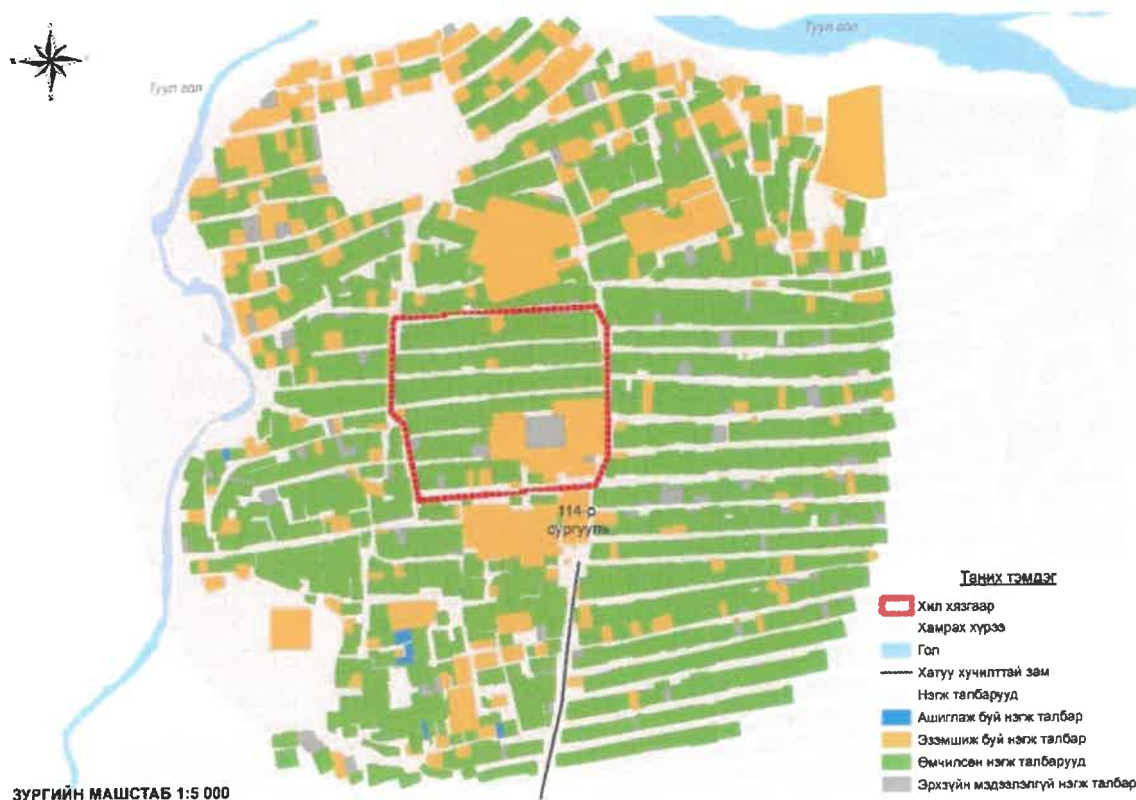 Туул гол
Туул гол
114-р
сургууль
Таних тэмдэг
Хил хязгаар
Хамрах хүрээ
Гол
Хатуу хучилттай зам
Нэгж талбарууд
Ашиглаж буй нэгж талбар
Эзэмшиж буй нэгж талбар
Өмчилсөн нэгж талбарууд
Эрхзүйн мэдээлэлгүй нэгж талбар
ЗУРГИЙН МАШСТАБ 1:5 000